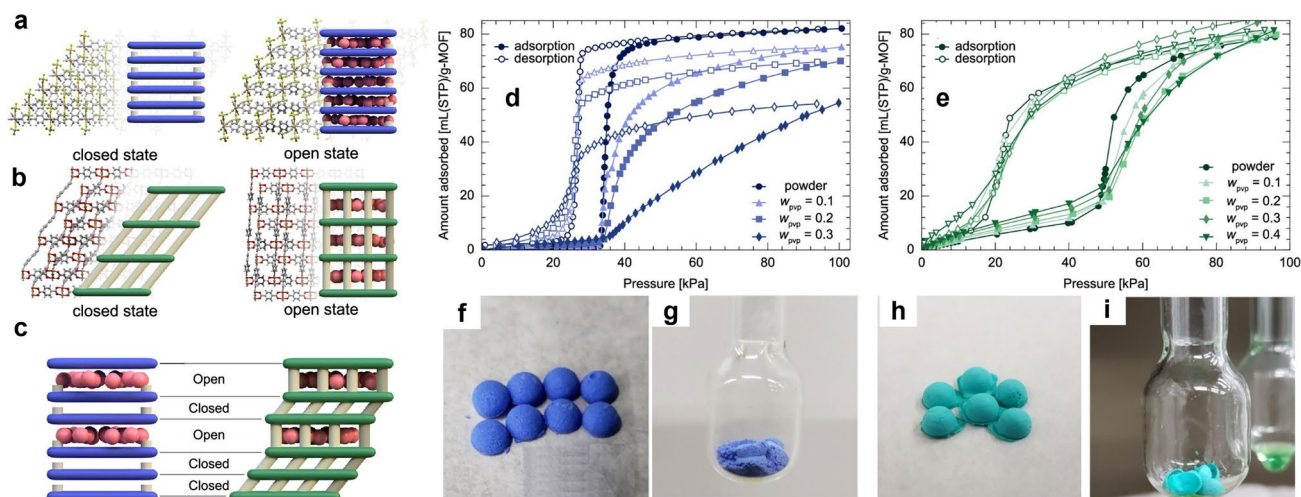 a
closed state
open state
b
closed state
open state
c
Open
Closed
Open
Closed
Closed
d
Amount adsorbed [mL(STP)/g-MOF]
80
60
40
20
0
adsorption
desorption
powder
w_pvp = 0.1
w_pvp = 0.2
w_pvp = 0.3
0
20
40
60
80
100
Pressure [kPa]
e
Amount adsorbed [mL(STP)/g-MOF]
80
60
40
20
0
adsorption
desorption
powder
w_pvp = 0.1
w_pvp = 0.2
w_pvp = 0.3
w_pvp = 0.4
0
20
40
60
80
100
Pressure [kPa]
f
g
h
i